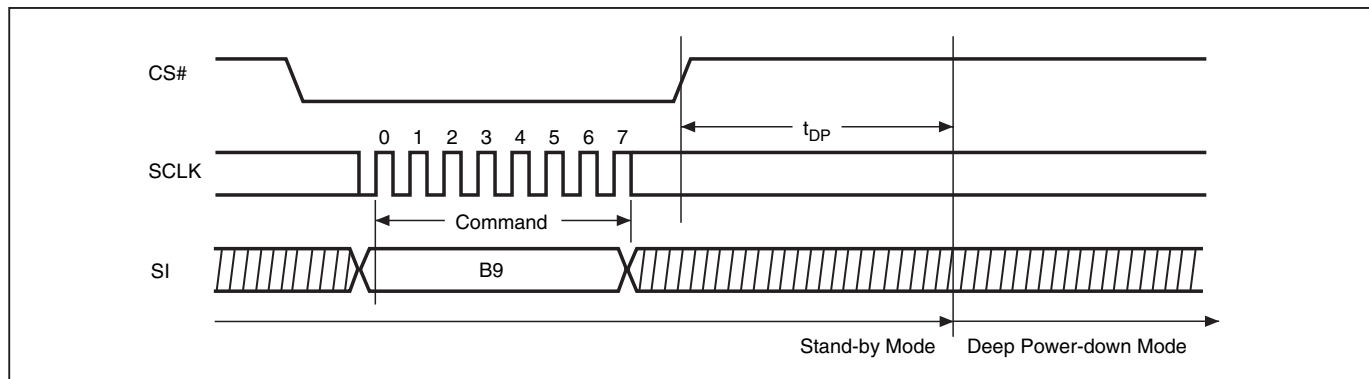 CS#
tDP
0 1 2 3 4 5 6 7
SCLK
Command
SI
B9
Stand-by Mode
Deep Power-down Mode